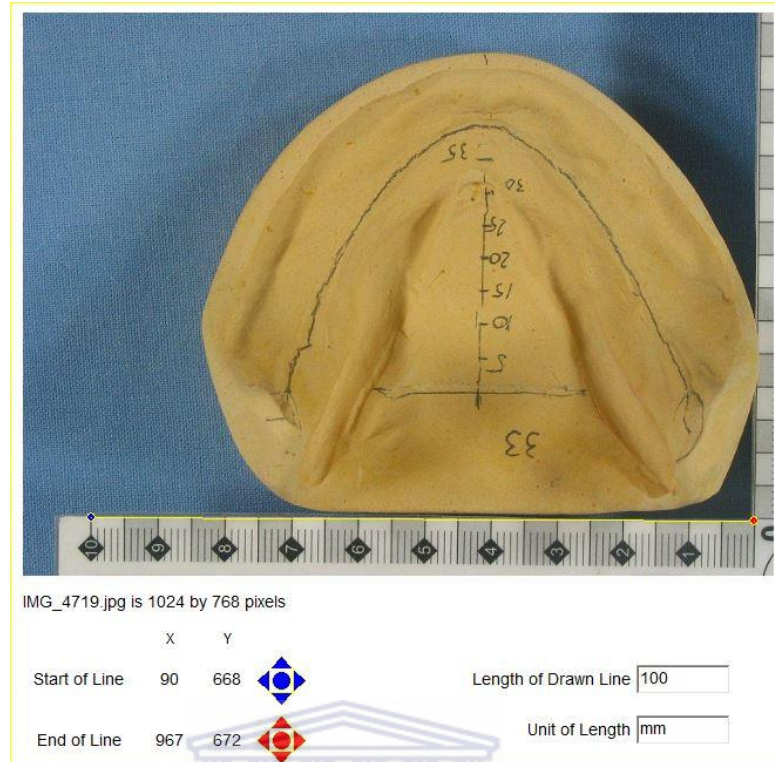 35
30
25
20
15
10
5
33
10 9 8 7 6 5 4 3 2 1 0
IMG_4719.jpg is 1024 by 768 pixels
X Y
Start of Line 90 668 Length of Drawn Line 100
End of Line 967 672 Unit of Length mm